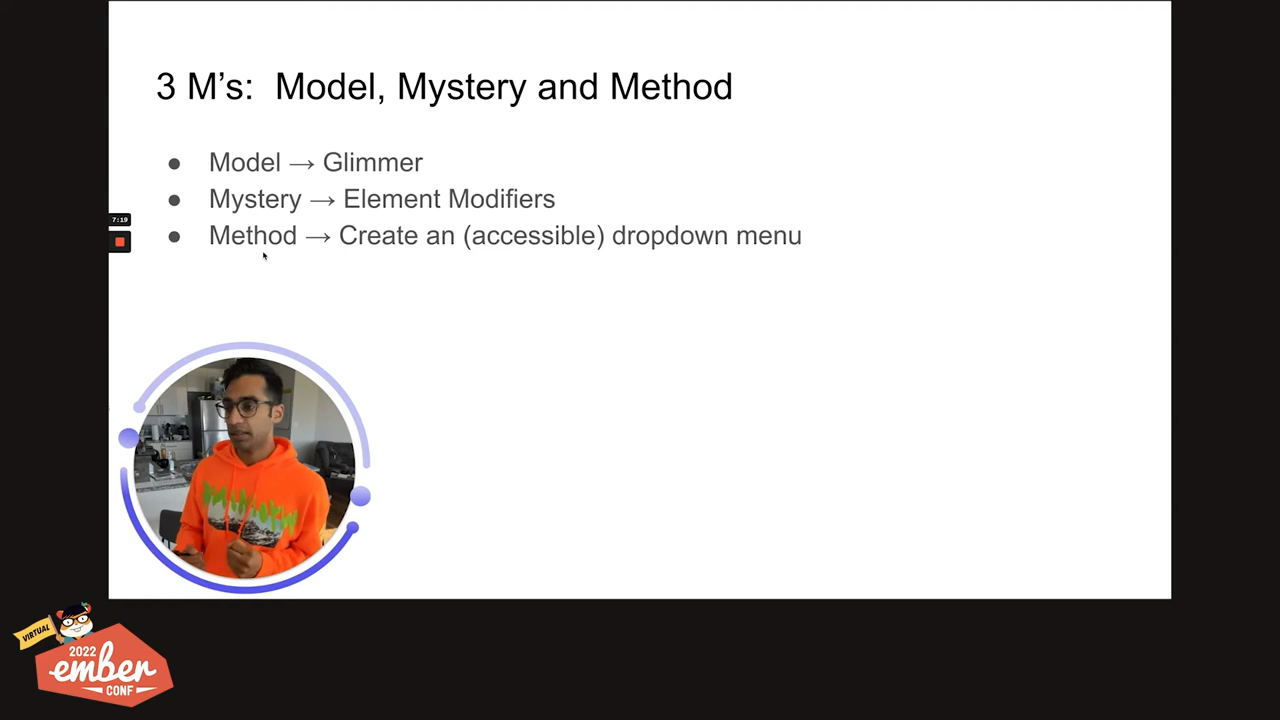 3 M's: Model, Mystery and Method
● Model → Glimmer
● Mystery → Element Modifiers
● Method → Create an (accessible) dropdown menu
7:19
VIRTUAL
2022
ember
CONF